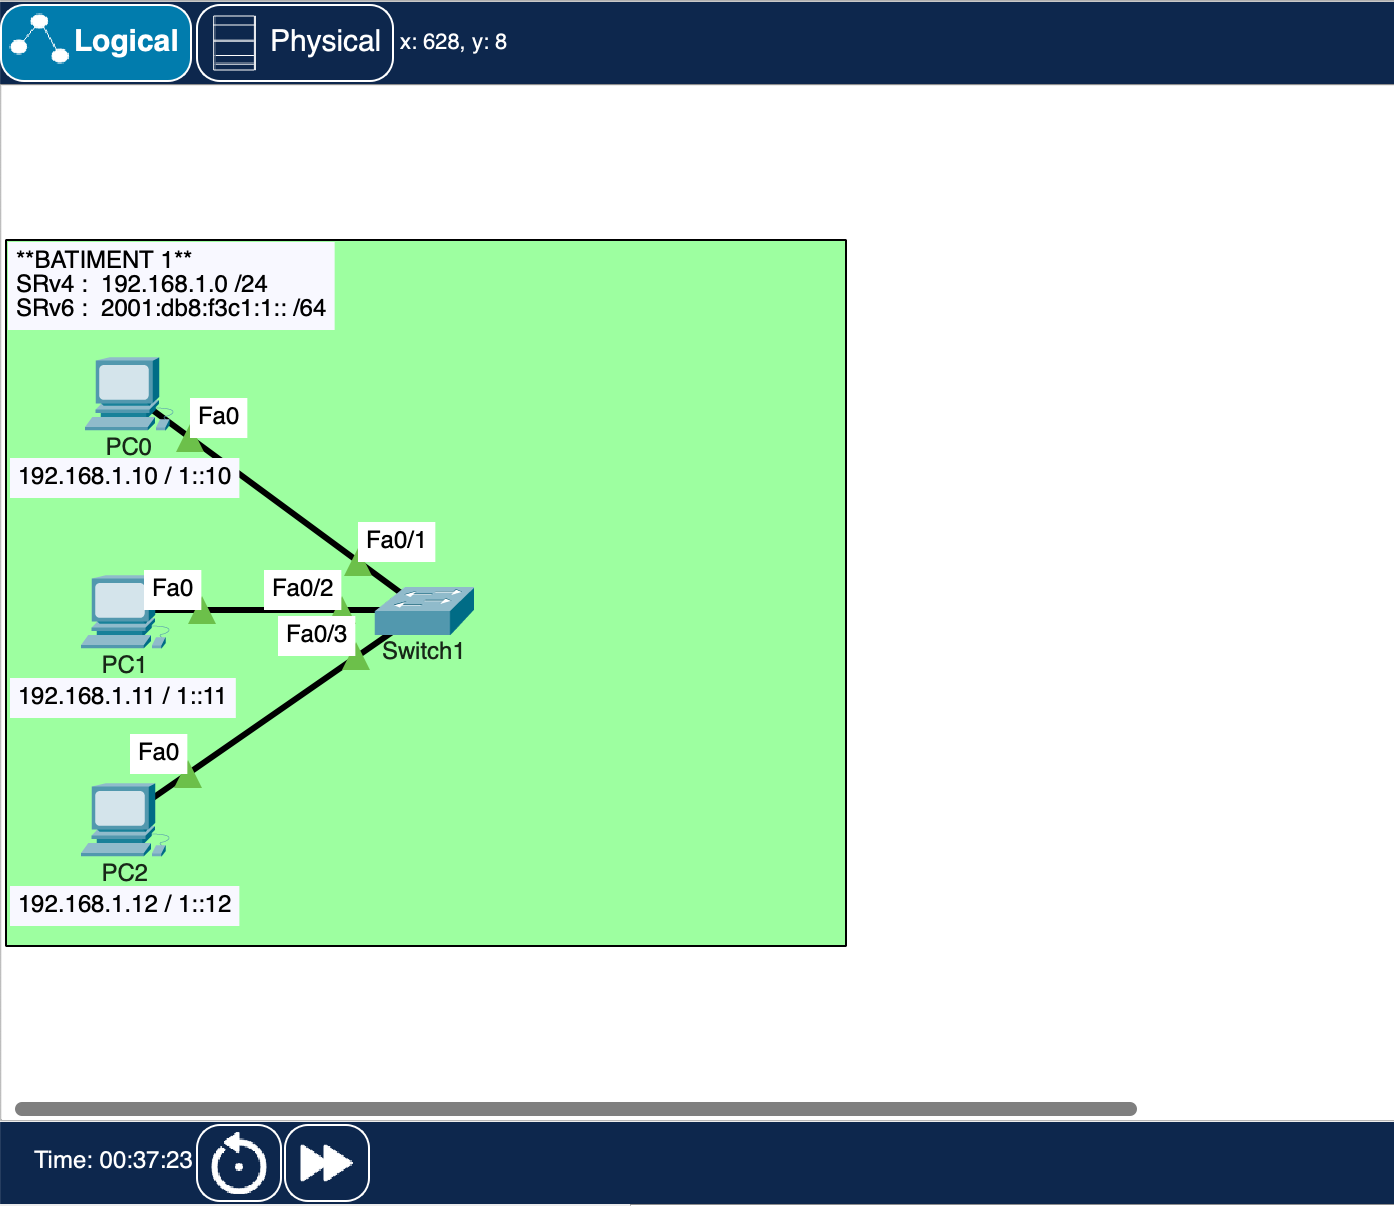 Logical
Physical
x: 628, y: 8
**BATIMENT 1**
SRv4 : 192.168.1.0 /24
SRv6 : 2001:db8:f3c1:1:: /64
Fa0
PC0
192.168.1.10 / 1::10
Fa0/1
Fa0
Fa0/2
Fa0/3
Switch1
PC1
192.168.1.11 / 1::11
Fa0
PC2
192.168.1.12 / 1::12
Time: 00:37:23